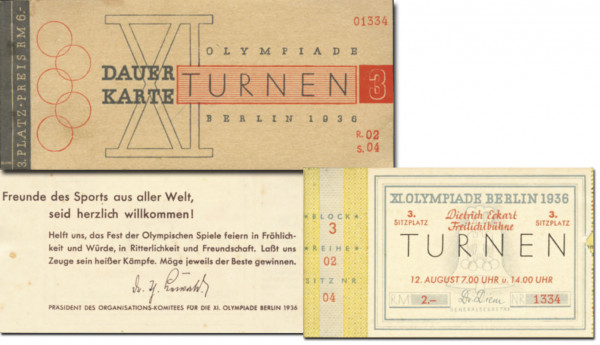 3. PLATZ · PREIS RM 6.-
01334
XI
OLYMPIADE
DAUER
KARTE
TURNEN
3
BERLIN 1936
R. 02
S. 04
Freunde des Sports aus aller Welt,
seid herzlich willkommen!
Helft uns, das Fest der Olympischen Spiele feiern in Fröhlich-
keit und Würde, in Ritterlichkeit und Freundschaft. Laßt uns
Zeuge sein heißer Kämpfe. Möge jeweils der Beste gewinnen.
PRÄSIDENT DES ORGANISATIONS-KOMITEES FÜR DIE XI. OLYMPIADE BERLIN 1936
BLOCK
3
REIHE
02
SITZ NR
04
XI. OLYMPIADE BERLIN 1936
3.
SITZPLATZ
Dietrich Eckart
Freilichtbühne
3.
SITZPLATZ
TURNEN
12. AUGUST 7.00 UHR u. 14.00 UHR
RM 2.-
NR 1334
GENERALSEKRETÄR